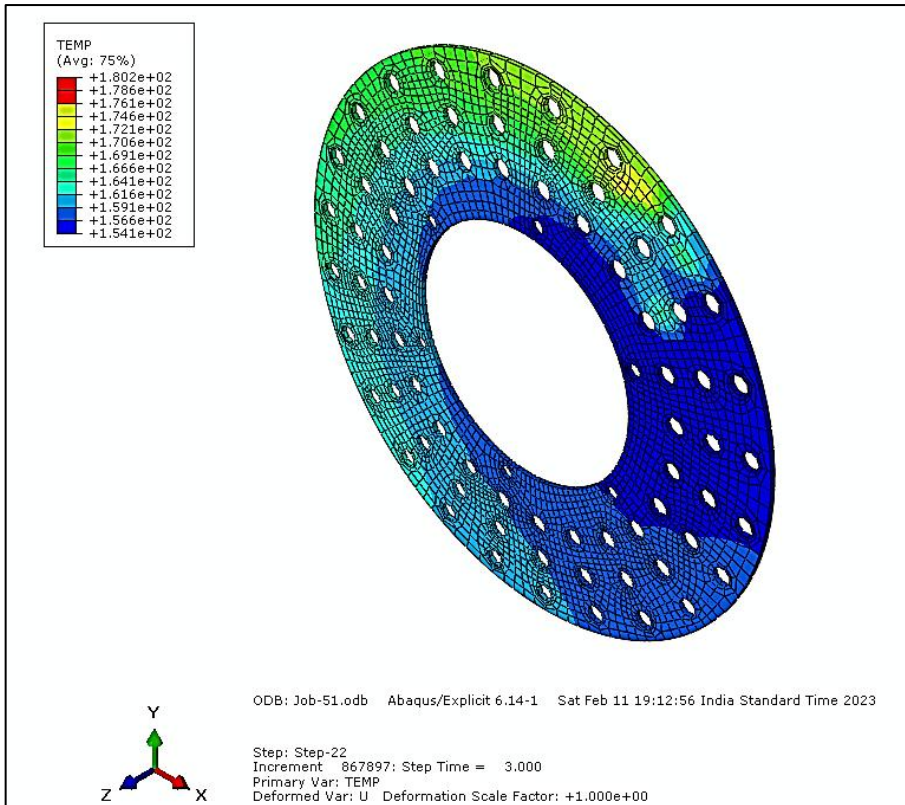 TEMP
(Avg: 75%)
+1.802e+02
+1.786e+02
+1.761e+02
+1.746e+02
+1.721e+02
+1.706e+02
+1.691e+02
+1.666e+02
+1.641e+02
+1.616e+02
+1.591e+02
+1.566e+02
+1.541e+02
ODB: Job-51.odb Abaqus/Explicit 6.14-1 Sat Feb 11 19:12:56 India Standard Time 2023
Y
Z X
Step: Step-22
Increment 867897: Step Time = 3.000
Primary Var: TEMP
Deformed Var: U Deformation Scale Factor: +1.000e+00